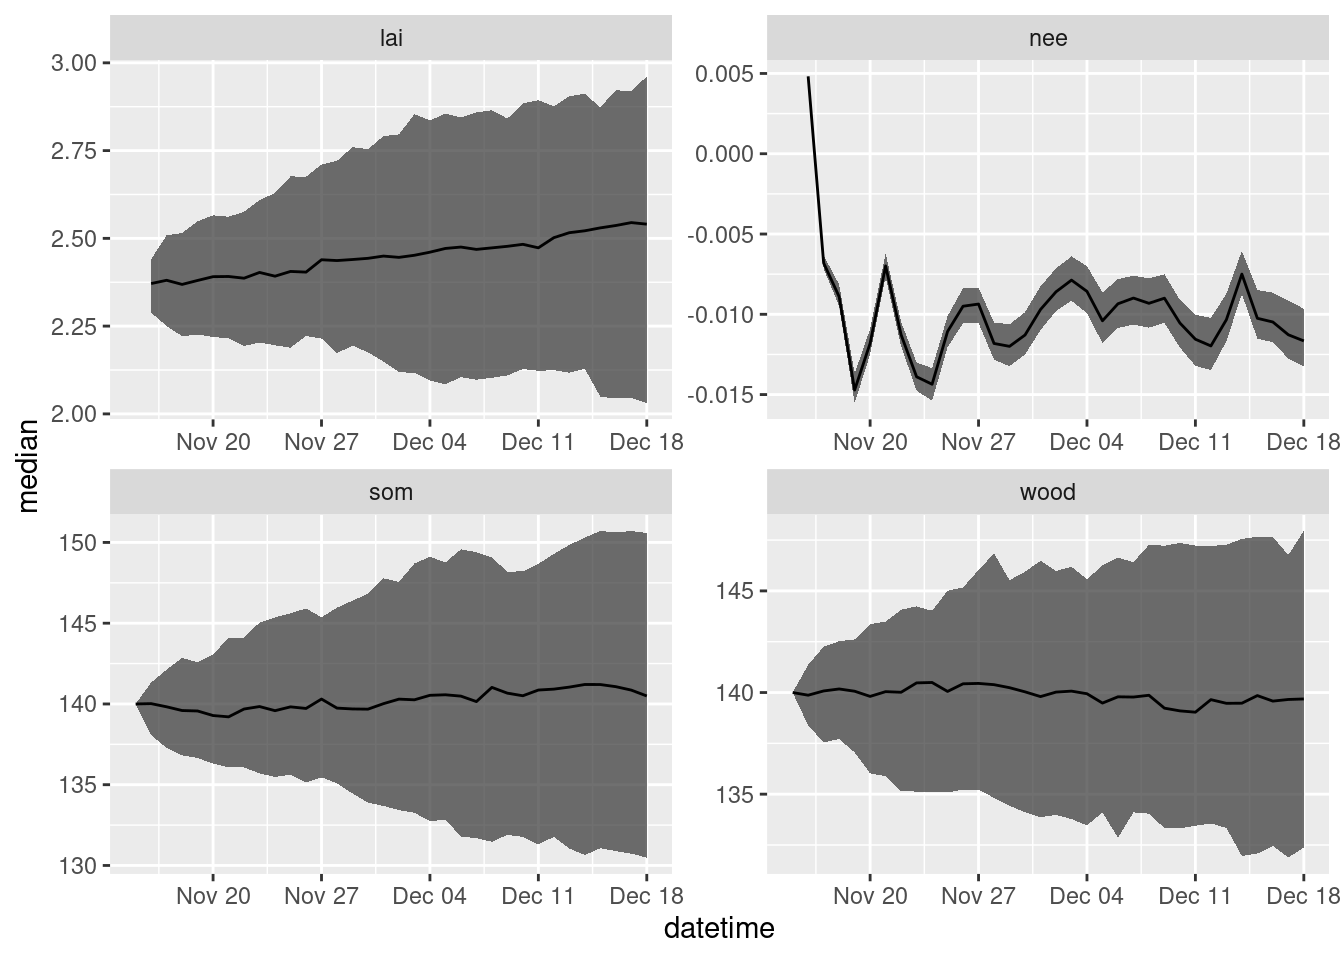 lai
nee
3.00
2.75
2.50
2.25
2.00
0.005
0.000
-0.005
-0.010
-0.015
Nov 20 Nov 27 Dec 04 Dec 11 Dec 18
Nov 20 Nov 27 Dec 04 Dec 11 Dec 18
median
som
wood
150
145
140
135
130
145
140
135
Nov 20 Nov 27 Dec 04 Dec 11 Dec 18
Nov 20 Nov 27 Dec 04 Dec 11 Dec 18
datetime